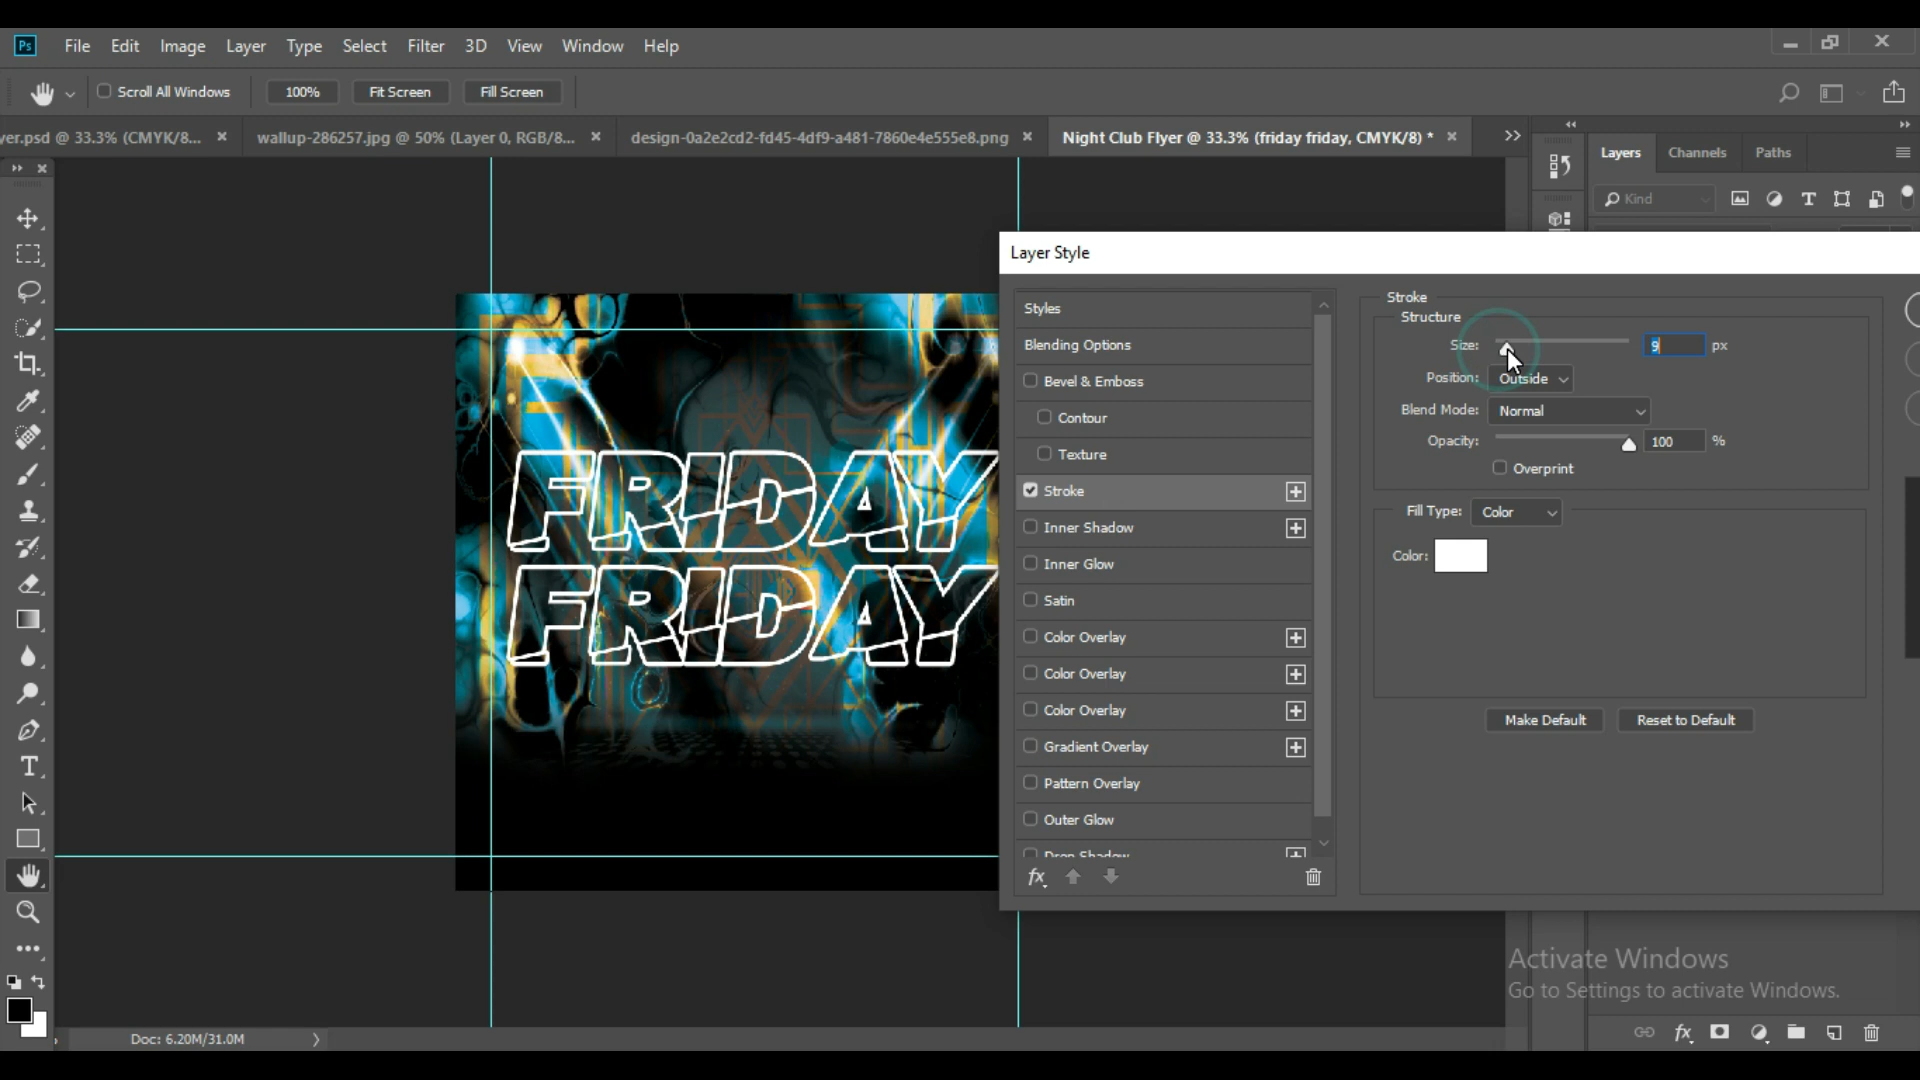 Ps File Edit Image Layer Type Select Filter 3D View Window Help
Scroll All Windows 100% Fit Screen Fill Screen
yer.psd @ 33.3% (CMYK/8... × wallup-286257.jpg @ 50% (Layer 0, RGB/8... × design-0a2e2cd2-fd45-4df9-a481-7860e4e555e8.png × Night Club Flyer @ 33.3% (friday friday, CMYK/8) * ×
Layers Channels Paths
Kind
Layer Style
Styles
Blending Options
Bevel & Emboss
Contour
Texture
Stroke
Inner Shadow
Inner Glow
Satin
Color Overlay
Color Overlay
Color Overlay
Gradient Overlay
Pattern Overlay
Outer Glow
Drop Shadow
fx
Stroke
Structure
Size: 9 px
Position: Outside
Blend Mode: Normal
Opacity: 100 %
Overprint
Fill Type: Color
Color:
Make Default Reset to Default
FRIDAY
FRIDAY
Activate Windows
Go to Settings to activate Windows.
Doc: 6.20M/31.0M
fx